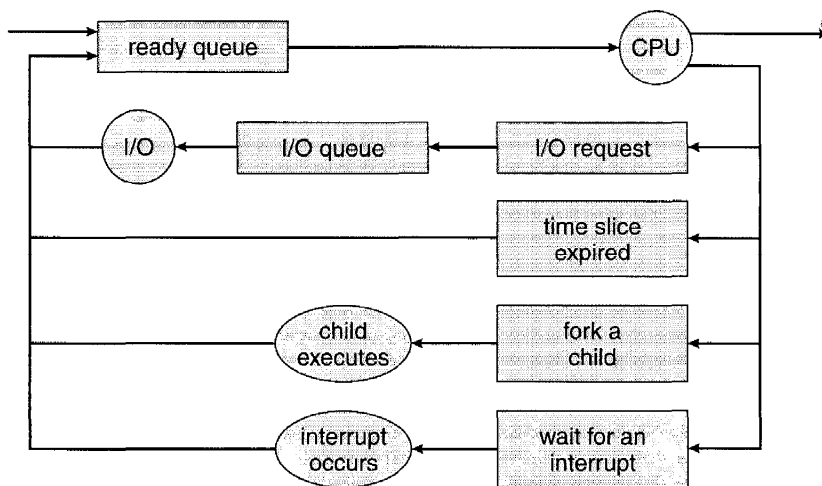 ready queue
CPU
I/O
I/O queue
I/O request
time slice
expired
child
executes
fork a
child
interrupt
occurs
wait for an
interrupt